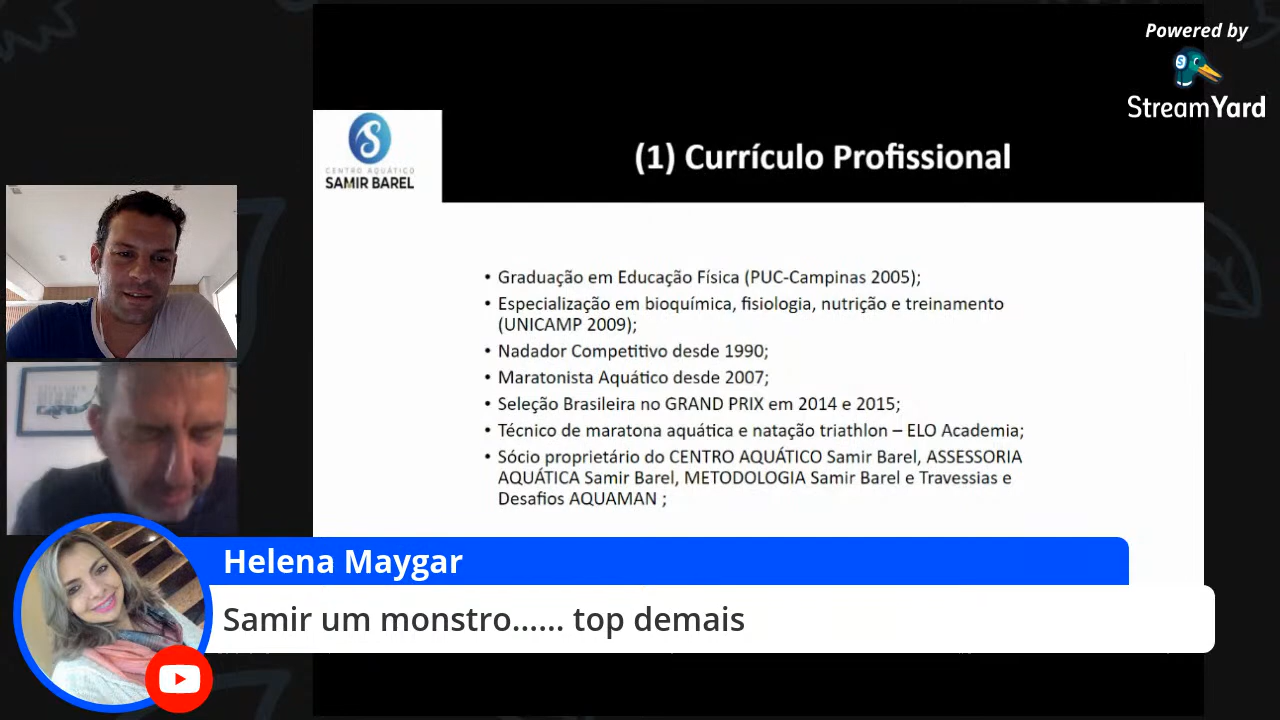 Powered by
StreamYard
S
CENTRO AQUÁTICO
SAMIR BAREL
(1) Currículo Profissional
• Graduação em Educação Física (PUC-Campinas 2005);
• Especialização em bioquímica, fisiologia, nutrição e treinamento
(UNICAMP 2009);
• Nadador Competitivo desde 1990;
• Maratonista Aquático desde 2007;
• Seleção Brasileira no GRAND PRIX em 2014 e 2015;
• Técnico de maratona aquática e natação triathlon – ELO Academia;
• Sócio proprietário do CENTRO AQUÁTICO Samir Barel, ASSESSORIA
AQUÁTICA Samir Barel, METODOLOGIA Samir Barel e Travessias e
Desafios AQUAMAN ;
Helena Maygar
Samir um monstro...... top demais